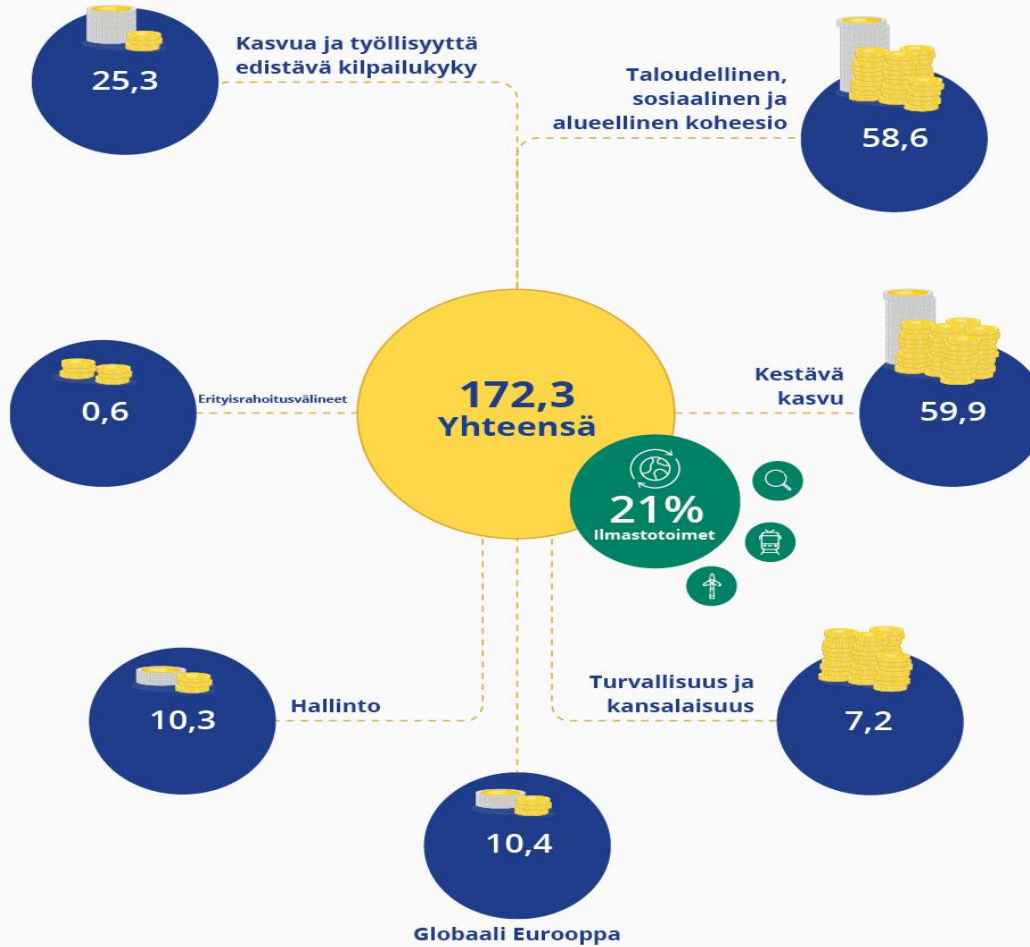 25,3
Kasvua ja työllisyyttä
edistävä kilpailukyky
Taloudellinen,
sosiaalinen ja
alueellinen koheesio
58,6
0,6
Erityisrahoitusvälineet
172,3
Yhteensä
Kestävä
kasvu
59,9
21%
Ilmastotoimet
10,3
Hallinto
Turvallisuus ja
kansalaisuus
7,2
10,4
Globaali Eurooppa